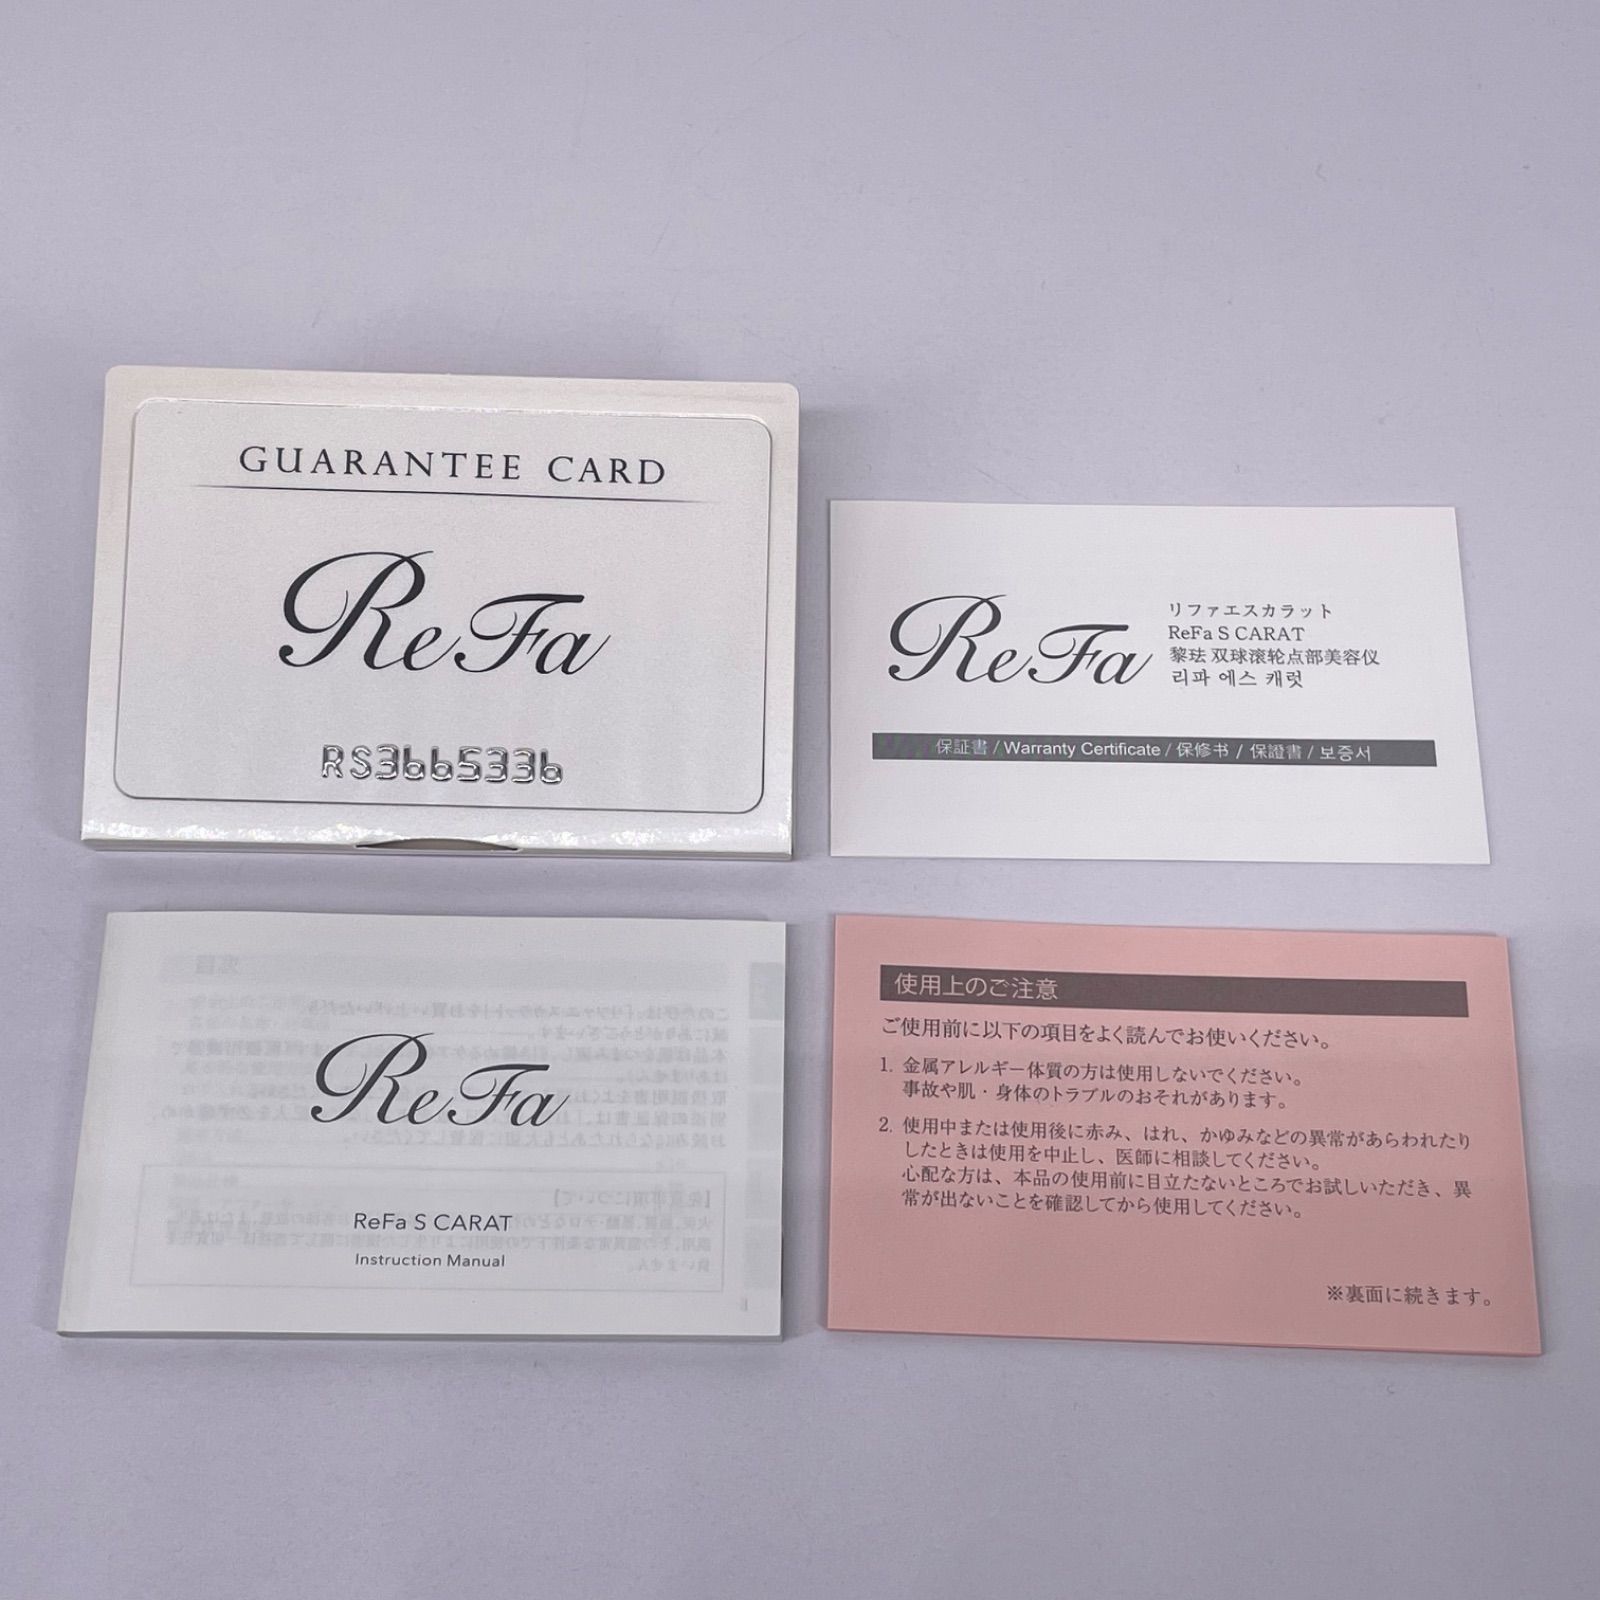 GUARANTEE CARD
ReFa
RS3665336
ReFa
リファエスカラット
ReFa S CARAT
黎珐 双球滚轮点部美容仪
리파 에스 캐럿
保証書 / Warranty Certificate / 保修书 / 保證書 / 보증서
ReFa
ReFa S CARAT
Instruction Manual
使用上のご注意
ご使用前に以下の項目をよく読んでお使いください。
1. 金属アレルギー体質の方は使用しないでください。
事故や肌・身体のトラブルのおそれがあります。
2. 使用中または使用後に赤み、はれ、かゆみなどの異常があらわれたり
したときは使用を中止し、医師に相談してください。
心配な方は、本品の使用前に目立たないところでお試しいただき、異
常が出ないことを確認してから使用してください。
※裏面に続きます。